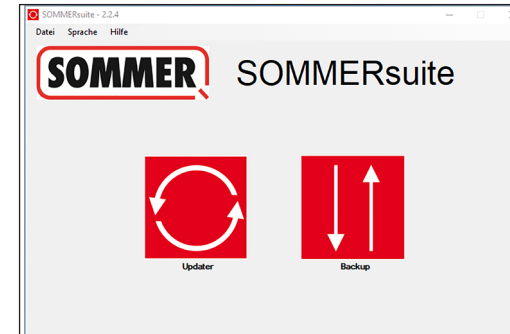 SOMMERsuite - 2.2.4
Datei Sprache Hilfe
SOMMER SOMMERsuite
Updater Backup